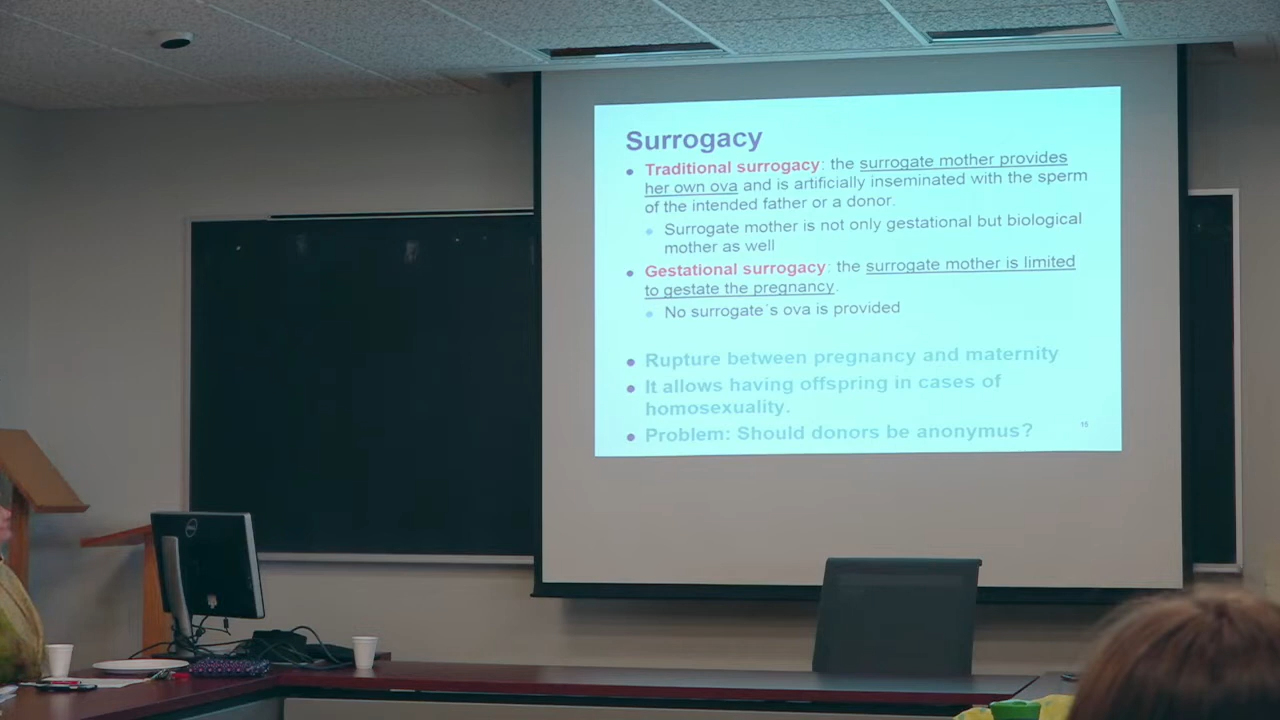 Surrogacy
• Traditional surrogacy: the surrogate mother provides
her own ova and is artificially inseminated with the sperm
of the intended father or a donor.
• Surrogate mother is not only gestational but biological
mother as well
• Gestational surrogacy: the surrogate mother is limited
to gestate the pregnancy.
• No surrogate´s ova is provided
• Rupture between pregnancy and maternity
• It allows having offspring in cases of
homosexuality.
• Problem: Should donors be anonymus?
15
DELL